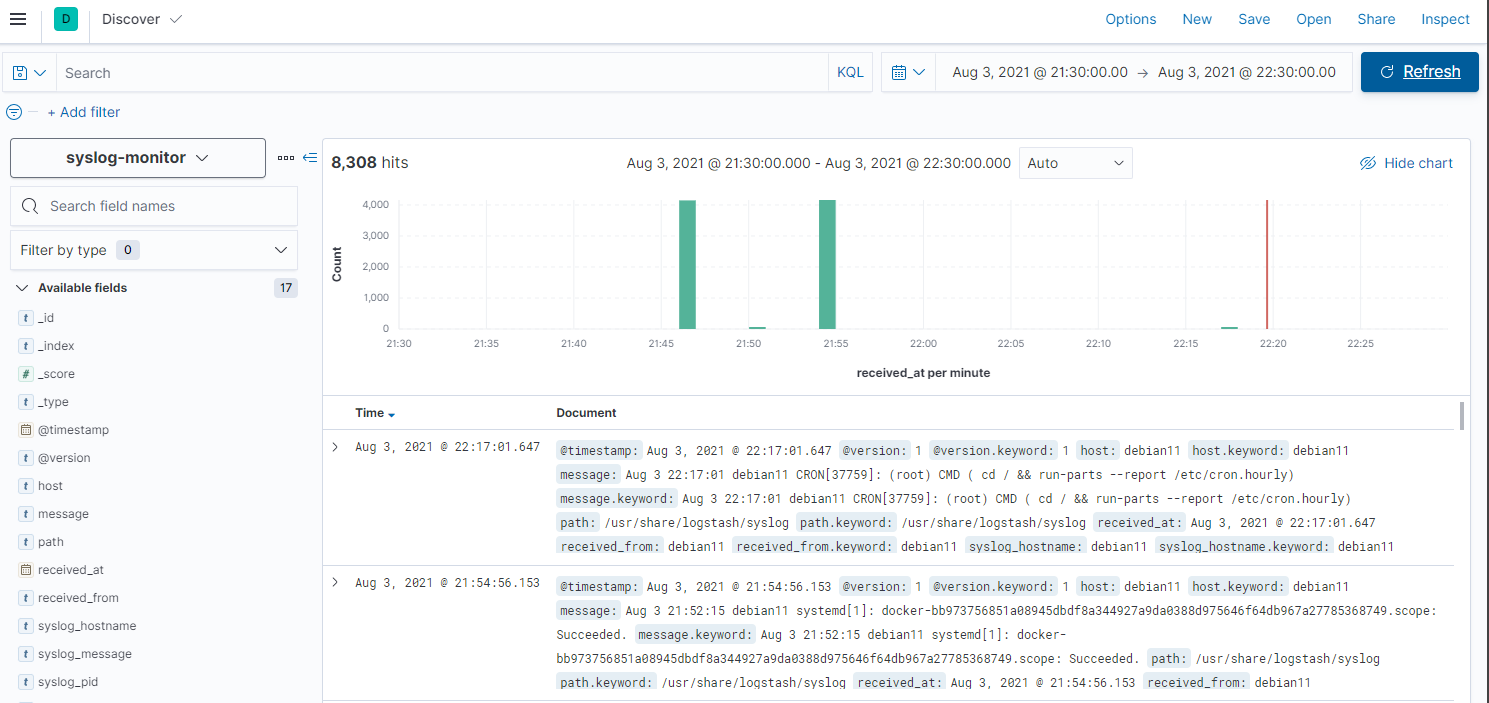 D Discover Options New Save Open Share Inspect
Search KQL Aug 3, 2021 @ 21:30:00.00 → Aug 3, 2021 @ 22:30:00.00 Refresh
+ Add filter
syslog-monitor
Search field names
Filter by type 0
Available fields 17
t _id
t _index
# _score
t _type
@timestamp
t @version
t host
t message
t path
received_at
t received_from
t syslog_hostname
t syslog_message
t syslog_pid
8,308 hits Aug 3, 2021 @ 21:30:00.000 - Aug 3, 2021 @ 22:30:00.000 Auto Hide chart
Count
4,000
3,000
2,000
1,000
0
21:30 21:35 21:40 21:45 21:50 21:55 22:00 22:05 22:10 22:15 22:20 22:25
received_at per minute
Time Document
Aug 3, 2021 @ 22:17:01.647 @timestamp: Aug 3, 2021 @ 22:17:01.647 @version: 1 @version.keyword: 1 host: debian11 host.keyword: debian11
message: Aug 3 22:17:01 debian11 CRON[37759]: (root) CMD ( cd / && run-parts --report /etc/cron.hourly)
message.keyword: Aug 3 22:17:01 debian11 CRON[37759]: (root) CMD ( cd / && run-parts --report /etc/cron.hourly)
path: /usr/share/logstash/syslog path.keyword: /usr/share/logstash/syslog received_at: Aug 3, 2021 @ 22:17:01.647
received_from: debian11 received_from.keyword: debian11 syslog_hostname: debian11 syslog_hostname.keyword: debian11
Aug 3, 2021 @ 21:54:56.153 @timestamp: Aug 3, 2021 @ 21:54:56.153 @version: 1 @version.keyword: 1 host: debian11 host.keyword: debian11
message: Aug 3 21:52:15 debian11 systemd[1]: docker-bb973756851a08945dbdf8a344927a9da0388d975646f64db967a27785368749.scope:
Succeeded. message.keyword: Aug 3 21:52:15 debian11 systemd[1]: docker-
bb973756851a08945dbdf8a344927a9da0388d975646f64db967a27785368749.scope: Succeeded. path: /usr/share/logstash/syslog
path.keyword: /usr/share/logstash/syslog received_at: Aug 3, 2021 @ 21:54:56.153 received_from: debian11